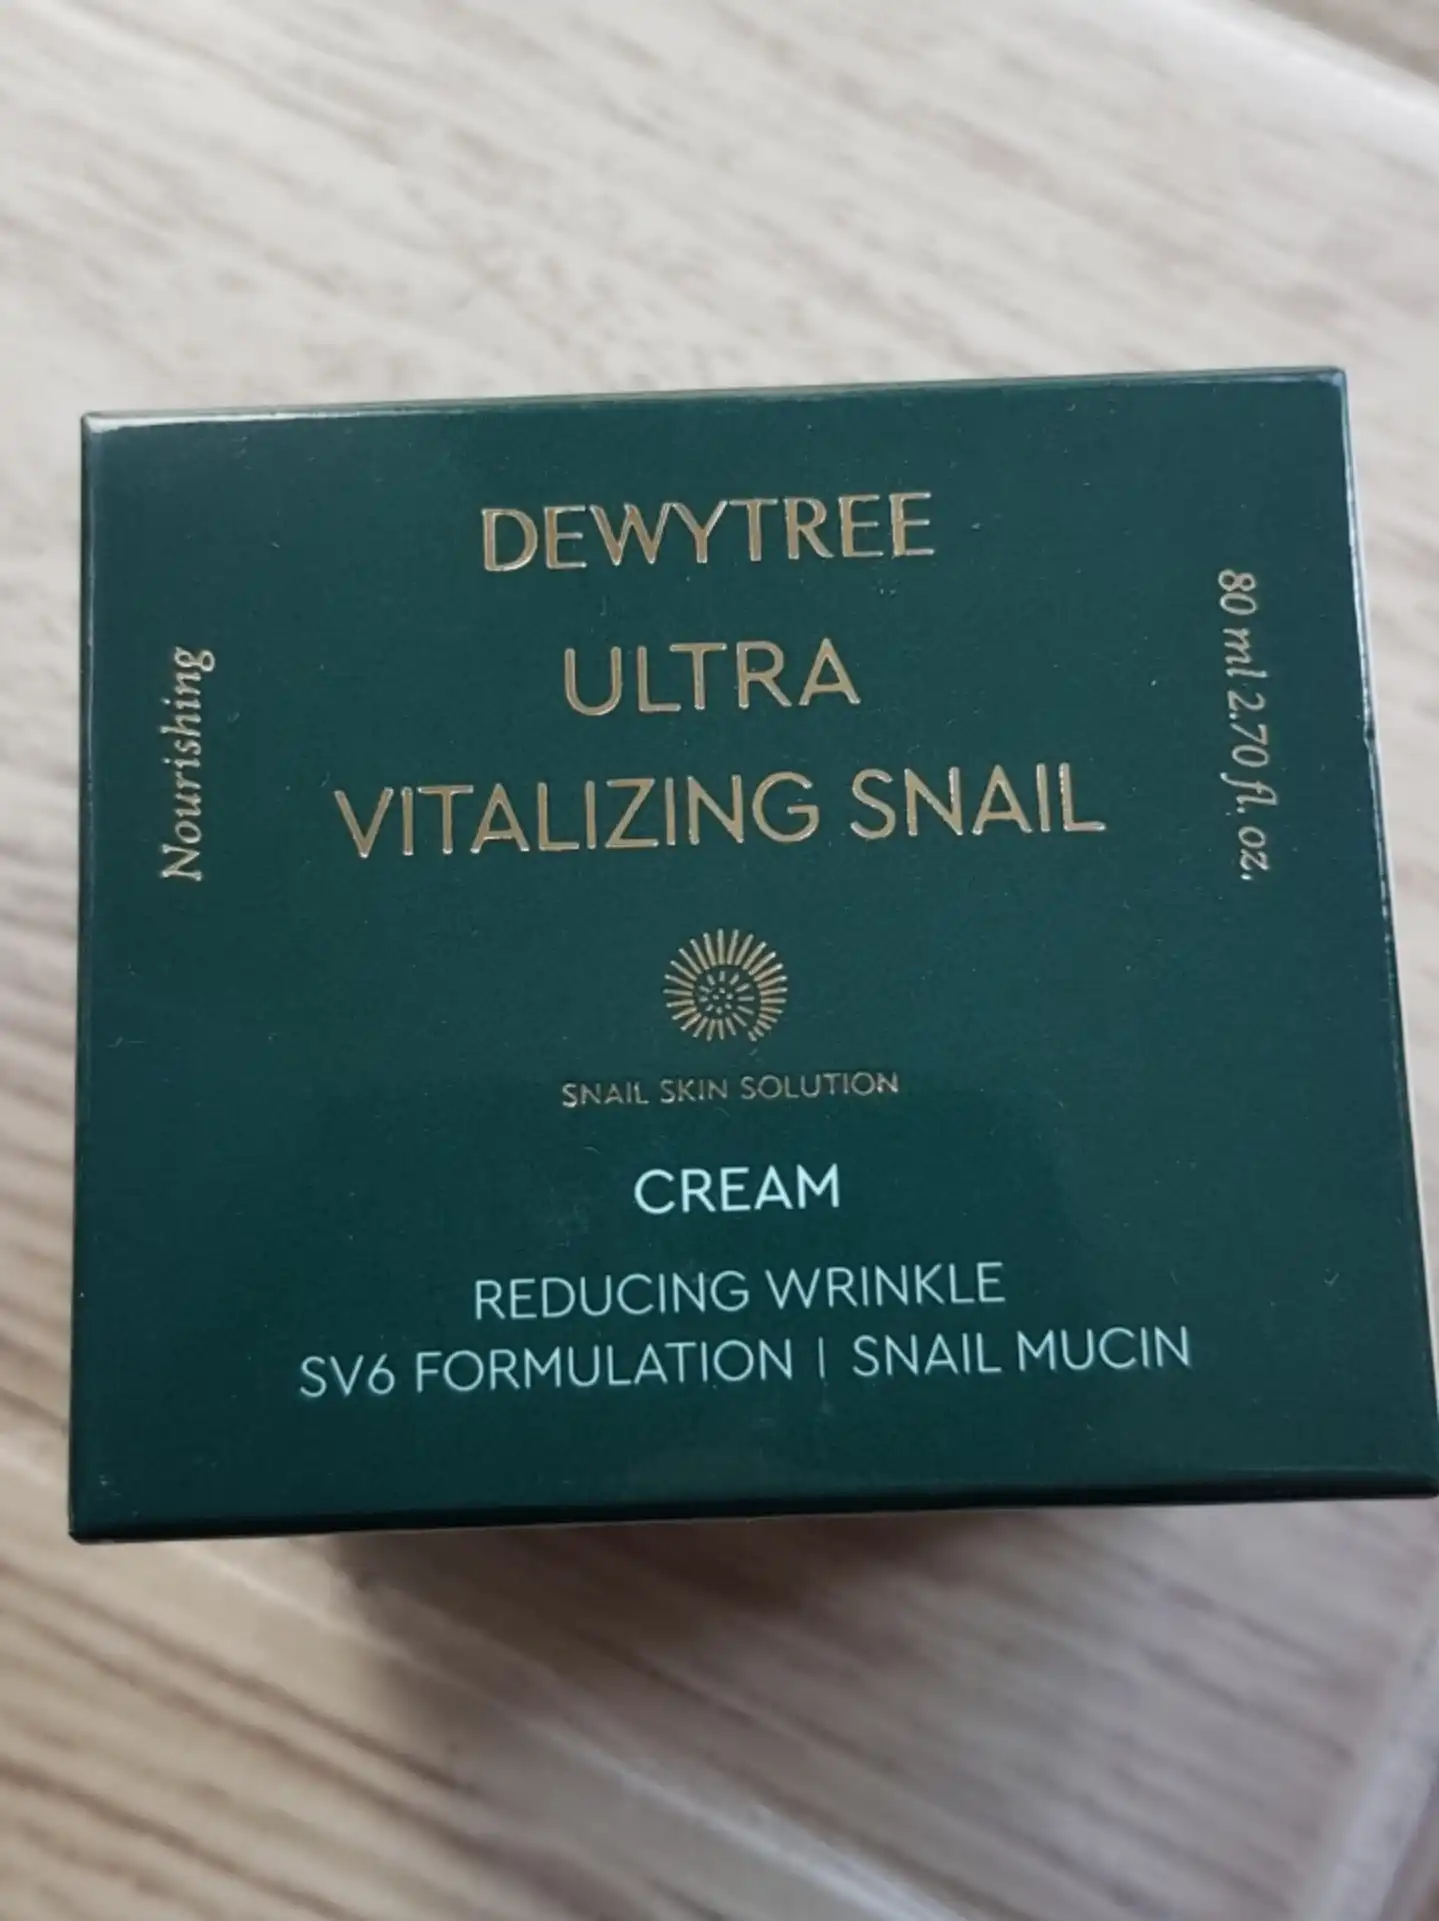 DEWYTREE
ULTRA
VITALIZING SNAIL
Nourishing
80 ml 2.70 fl. oz.
SNAIL SKIN SOLUTION
CREAM
REDUCING WRINKLE
SV6 FORMULATION | SNAIL MUCIN